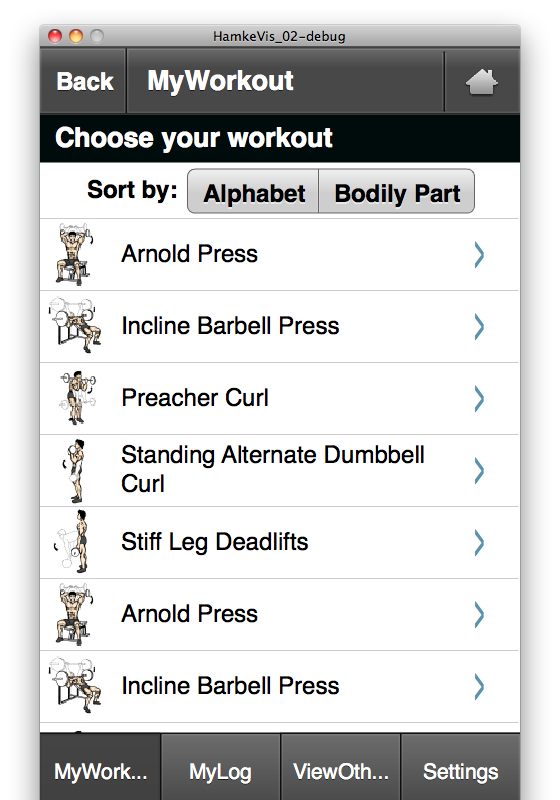 HamkeVis_02-debug
Back
MyWorkout
Choose your workout
Sort by:
Alphabet
Bodily Part
Arnold Press
Incline Barbell Press
Preacher Curl
Standing Alternate Dumbbell
Curl
Stiff Leg Deadlifts
Arnold Press
Incline Barbell Press
MyWork...
MyLog
ViewOth...
Settings